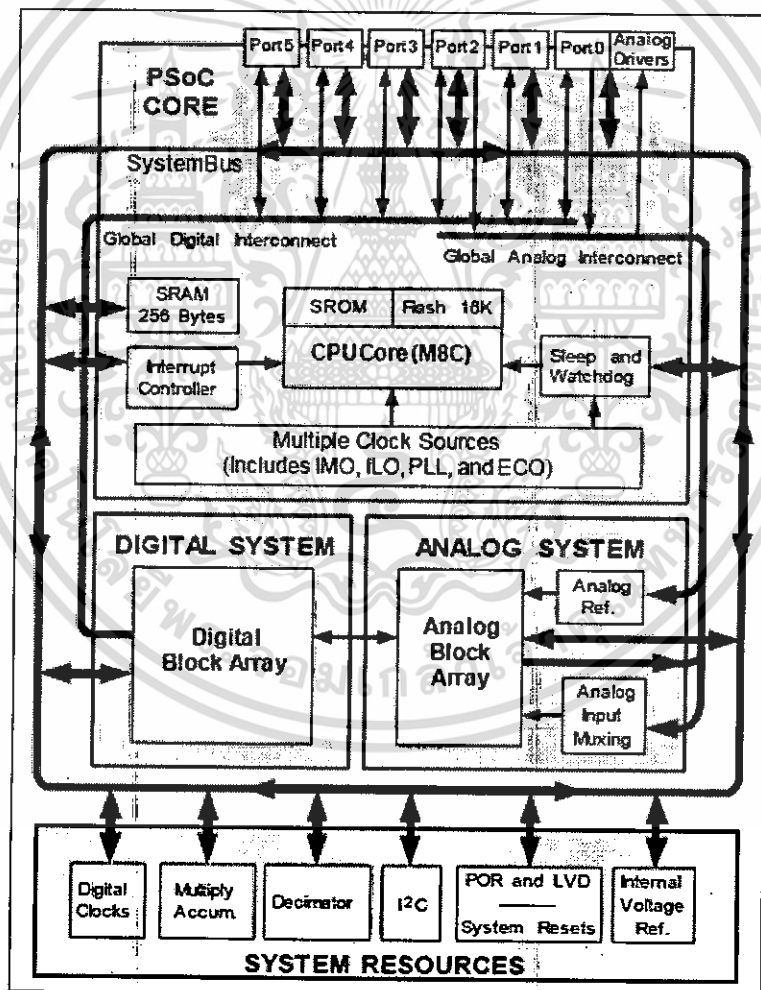 Port5 Port4 Port3 Port2 Port1 Port0 Analog
Drivers
PSoC
CORE
SystemBus
Global Digital Interconnect
Global Analog Interconnect
SRAM
256 Bytes
SROM Flash 16K
CPUCore (M8C)
Interrupt
Controller
Sleep and
Watchdog
Multiple Clock Sources
(Includes IMO, ILO, PLL, and ECO)
DIGITAL SYSTEM
ANALOG SYSTEM
Digital
Block Array
Analog
Block
Array
Analog
Ref.
Analog
Input
Muxing
Digital
Clocks
Multiply
Accum.
Decimator
I²C
POR and LVD
System Resets
Internal
Voltage
Ref.
SYSTEM RESOURCES